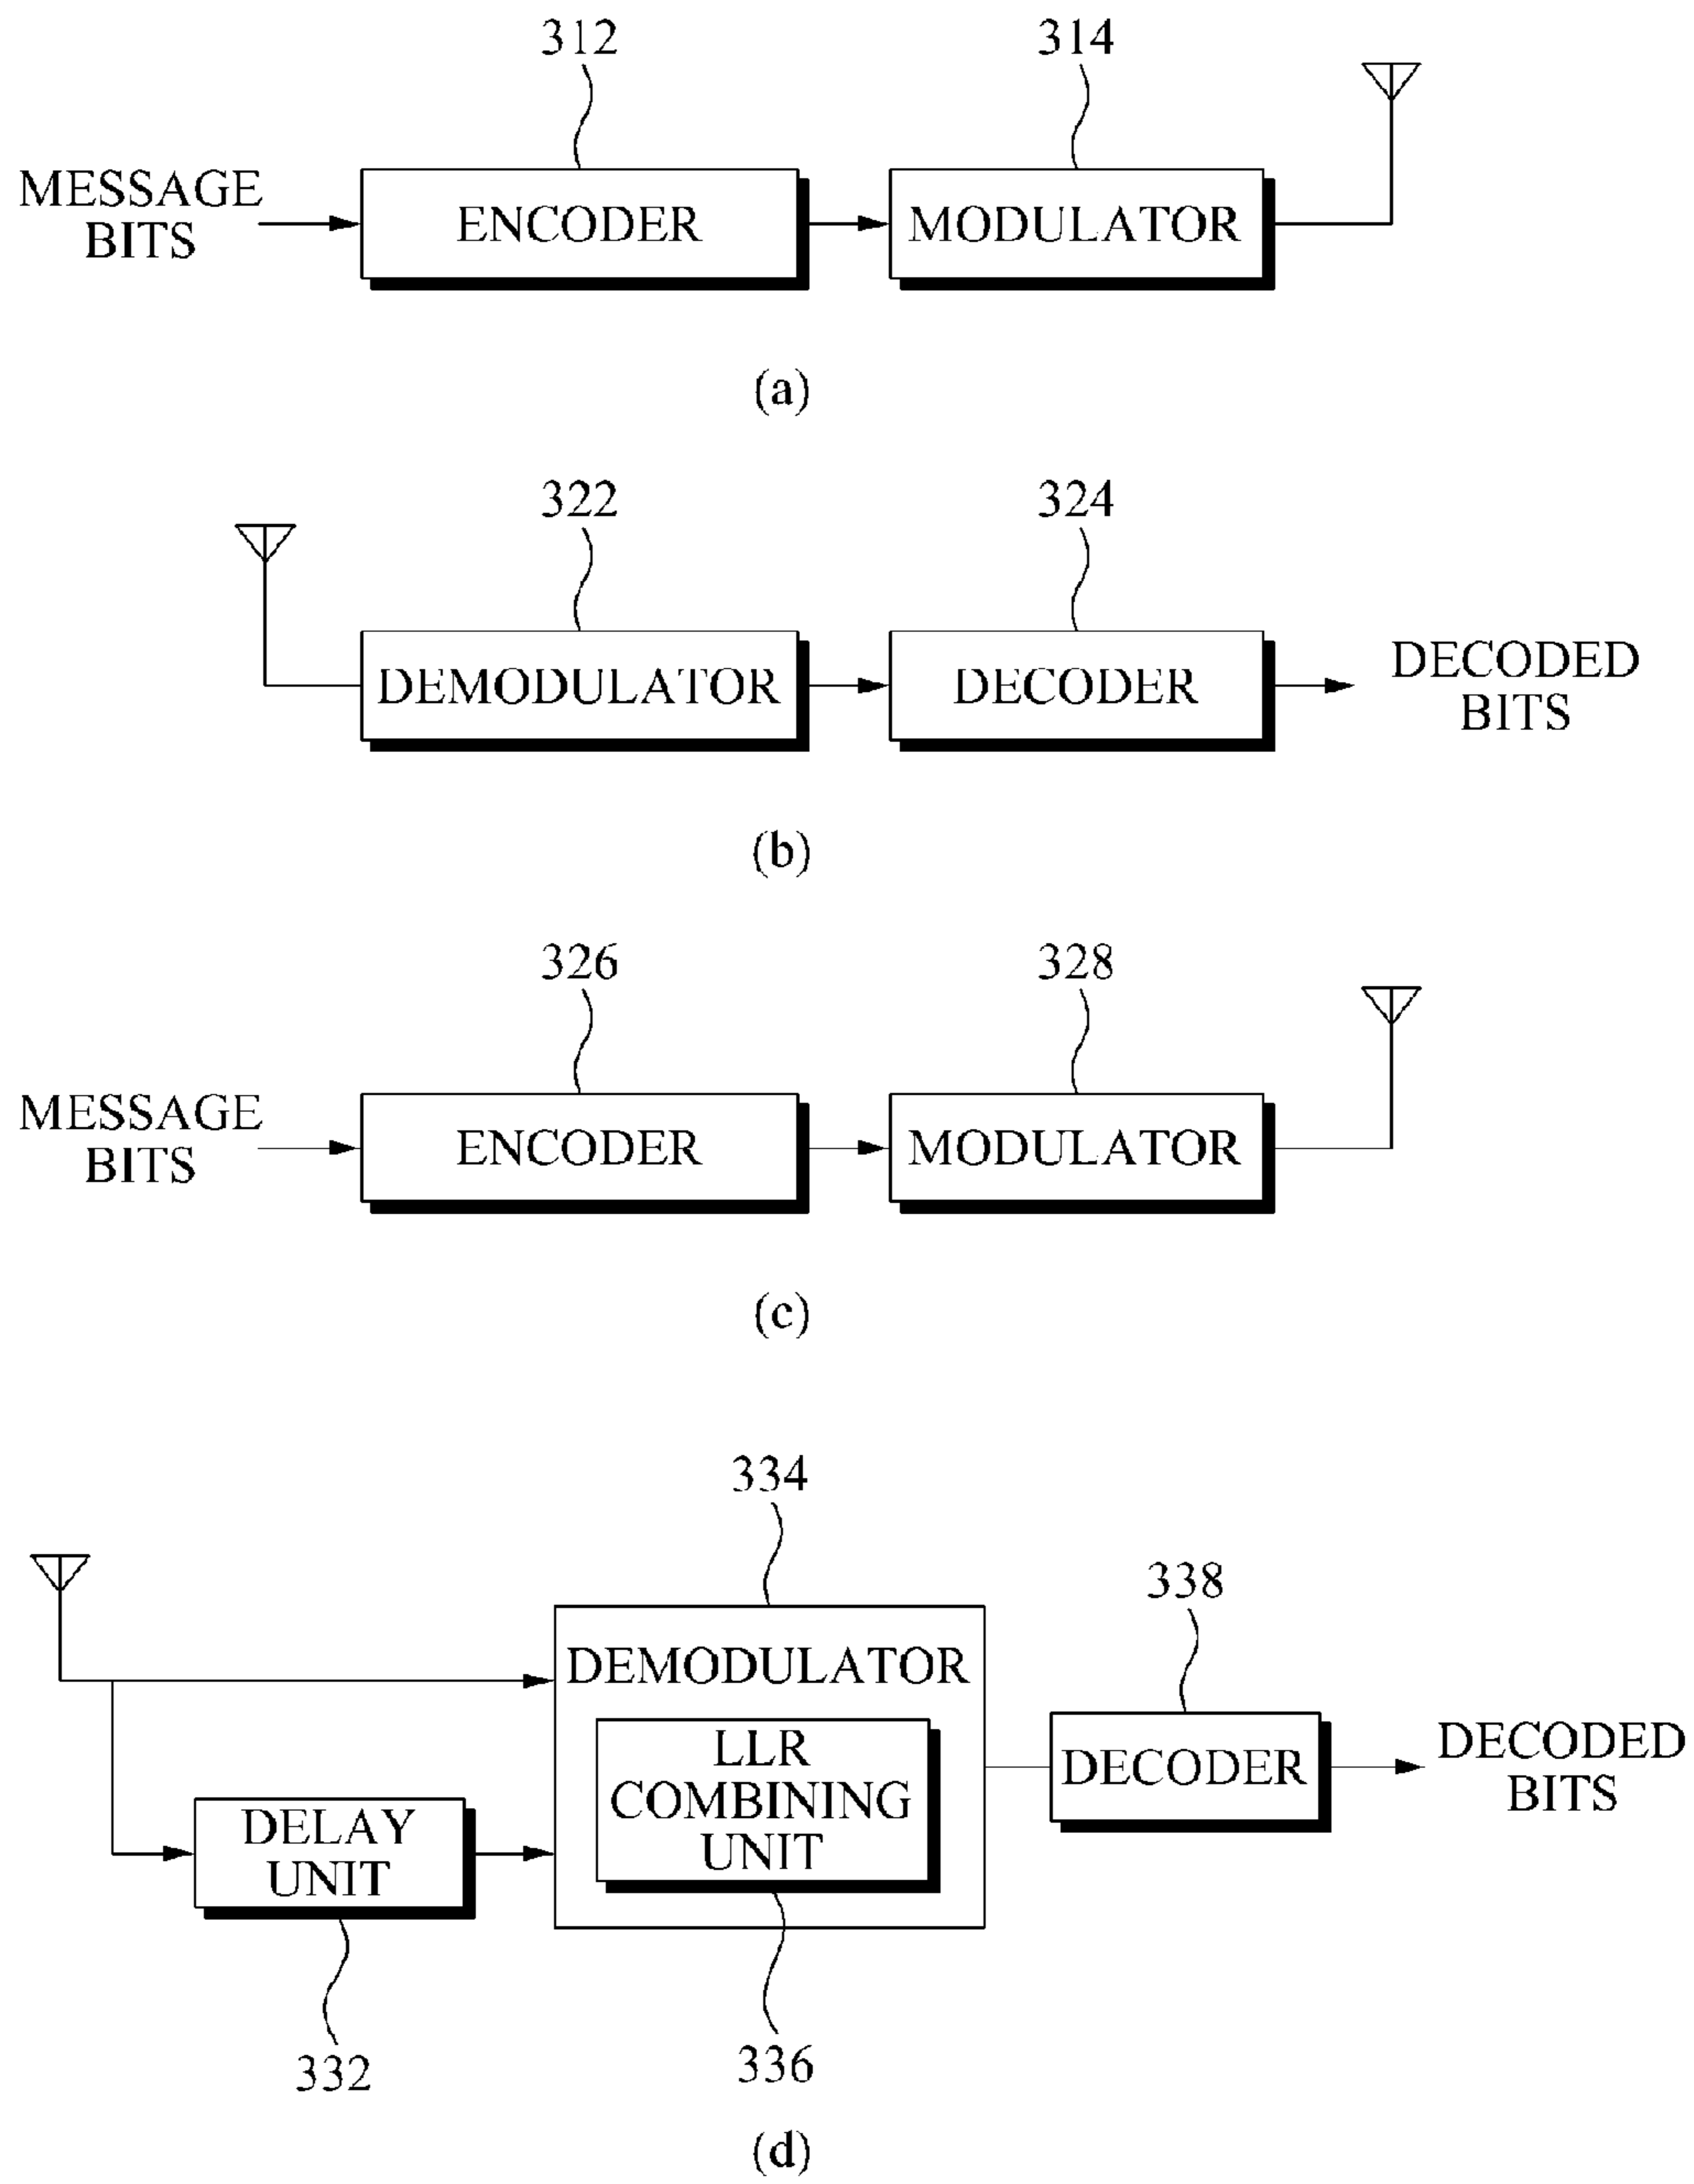 312
314
MESSAGE
BITS
ENCODER
MODULATOR
(a)
322
324
DEMODULATOR
DECODER
DECODED
BITS
(b)
326
328
MESSAGE
BITS
ENCODER
MODULATOR
(c)
334
338
DEMODULATOR
LLR
COMBINING
UNIT
DECODER
DECODED
BITS
DELAY
UNIT
332
336
(d)